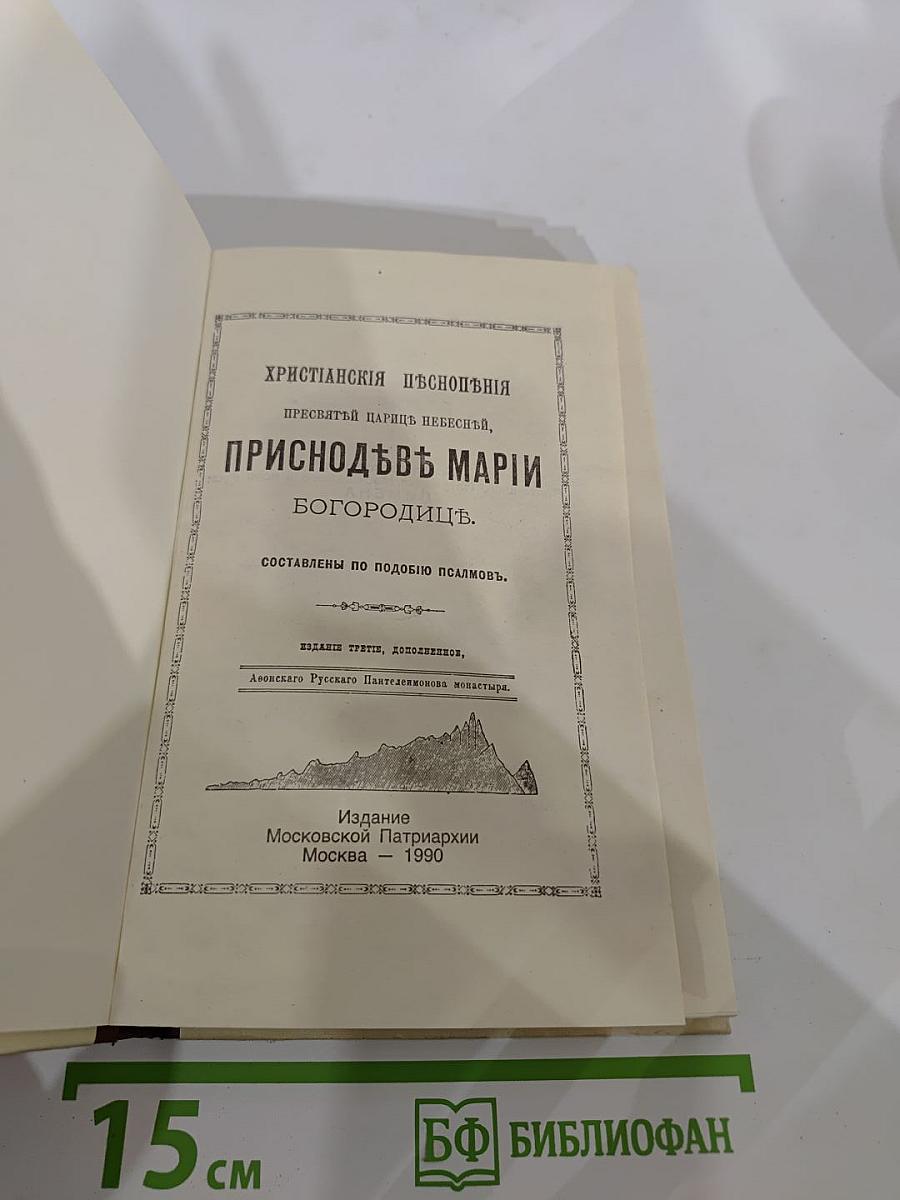 ХРИСТІАНСКІЯ ПѢСНОПѢНІЯ
ПРЕСВЯТѢЙ ЦАРИЦѢ НЕБЕСНѢЙ,
ПРИСНОДѢВѢ МАРІИ
БОГОРОДИЦѢ.
СОСТАВЛЕНЫ ПО ПОДОБІЮ ПСАЛМОВЪ.
ИЗДАНІЕ ТРЕТІЕ, ДОПОЛНЕННОЕ,
Аѳонскаго Русскаго Пантелеимонова монастыря.
Издание
Московской Патриархии
Москва — 1990
15 см
БФ БИБЛИОФАН